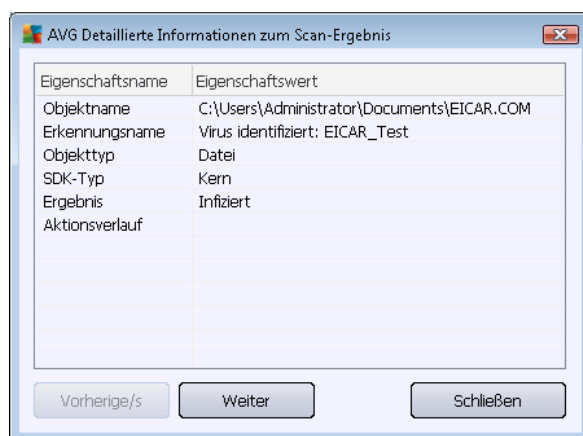 AVG Detaillierte Informationen zum Scan-Ergebnis
Eigenschaftsname Eigenschaftswert
Objektname C:\Users\Administrator\Documents\EICAR.COM
Erkennungsname Virus identifiziert: EICAR_Test
Objekttyp Datei
SDK-Typ Kern
Ergebnis Infiziert
Aktionsverlauf
Vorherige/s Weiter Schließen